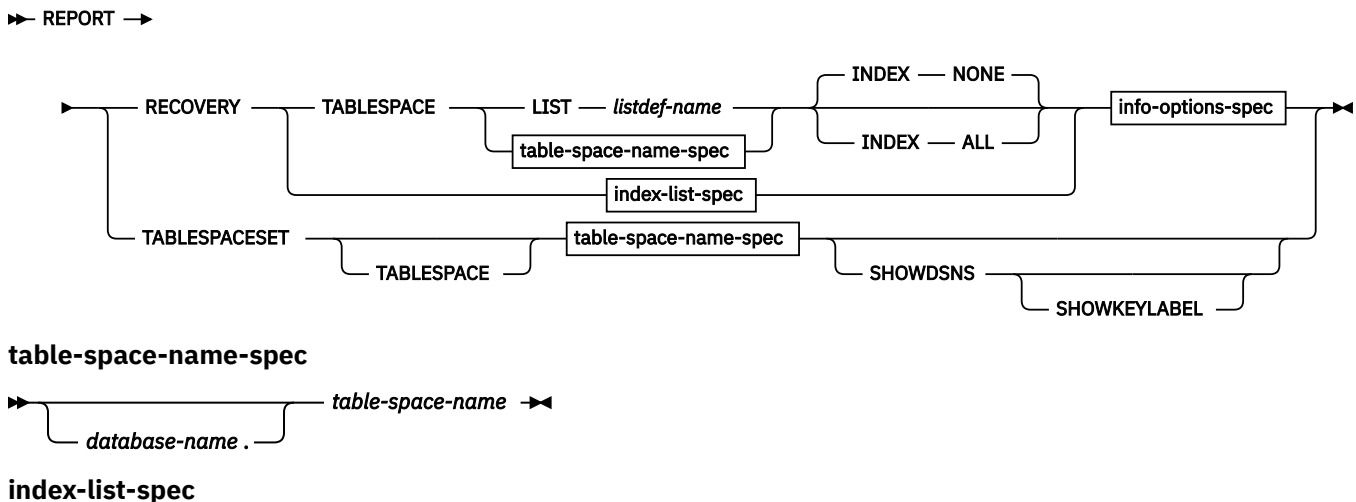 REPORT
INDEX NONE
RECOVERY TABLESPACE LIST listdef-name info-options-spec
INDEX ALL
table-space-name-spec
index-list-spec
TABLESPACESET table-space-name-spec
TABLESPACE SHOWDSNS
SHOWKEYLABEL
table-space-name-spec
table-space-name
database-name .
index-list-spec